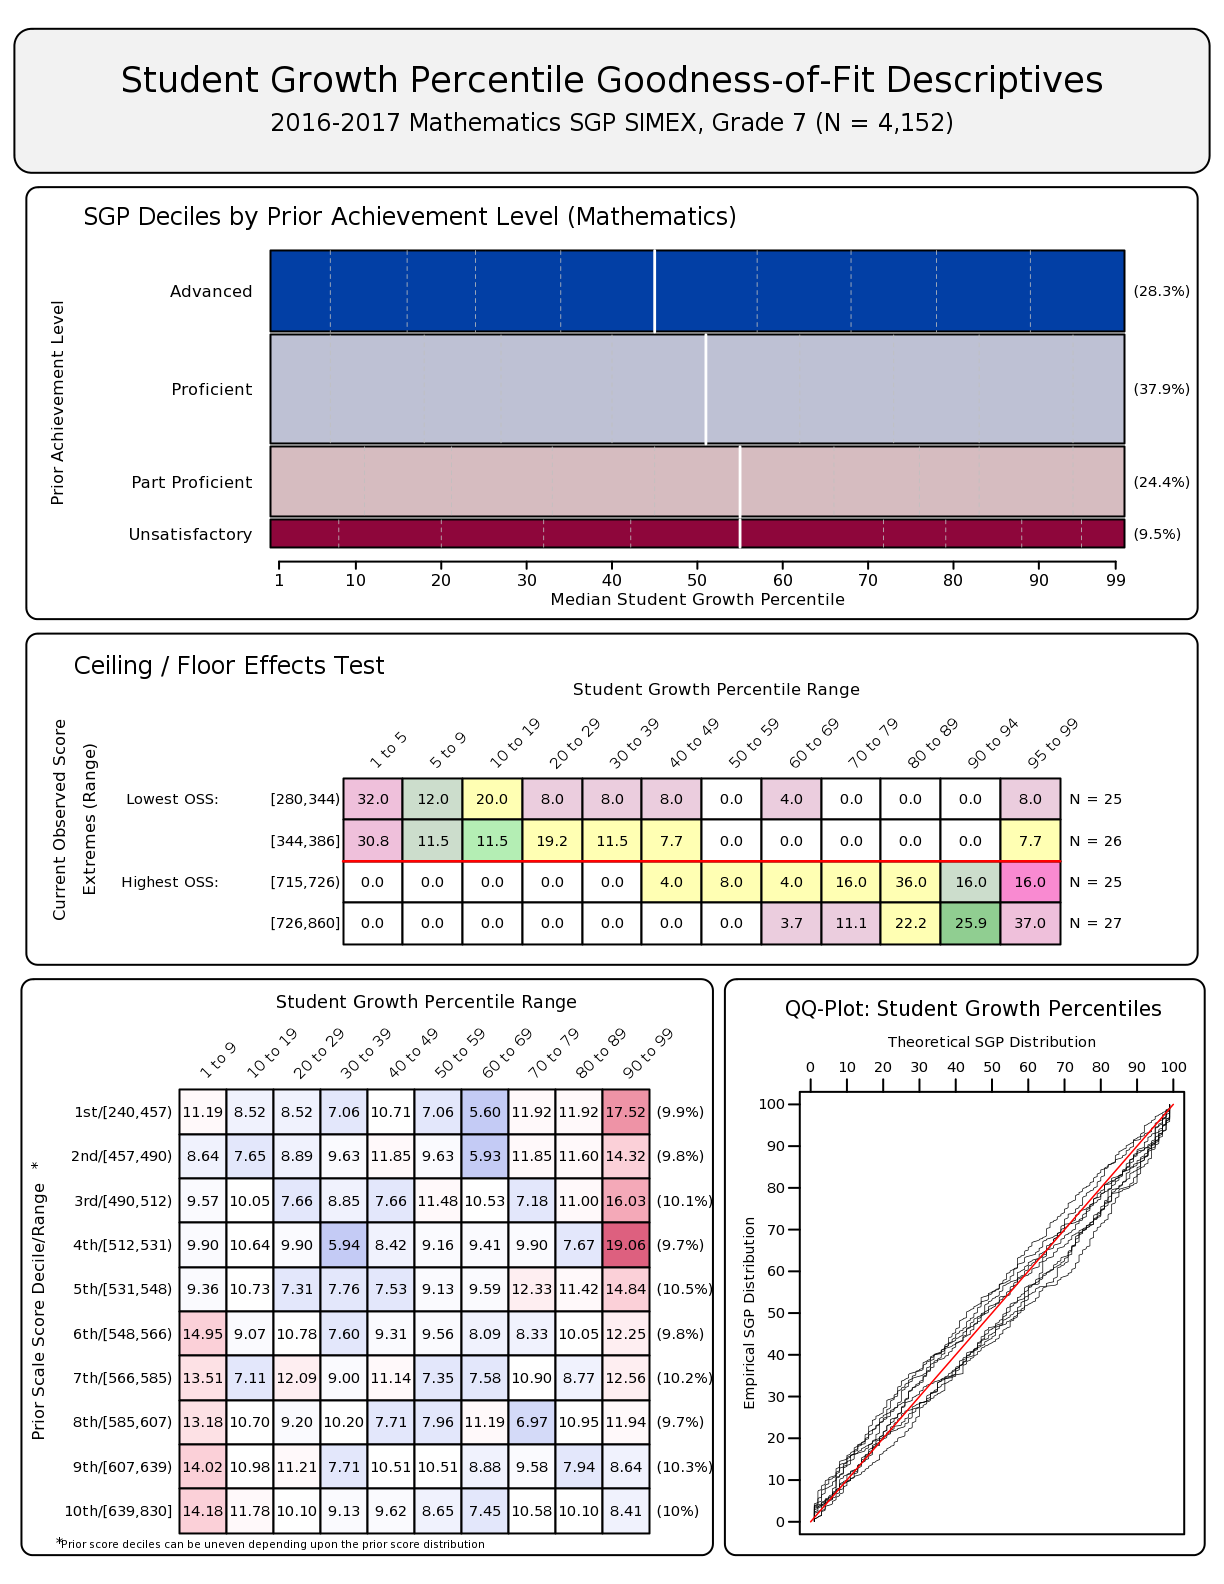 Student Growth Percentile Goodness-of-Fit Descriptives
2016-2017 Mathematics SGP SIMEX, Grade 7 (N = 4,152)
SGP Deciles by Prior Achievement Level (Mathematics)
Prior Achievement Level
Advanced (28.3%)
Proficient (37.9%)
Part Proficient (24.4%)
Unsatisfactory (9.5%)
1 10 20 30 40 50 60 70 80 90 99
Median Student Growth Percentile
Ceiling / Floor Effects Test
Student Growth Percentile Range
1 to 5 5 to 9 10 to 19 20 to 29 30 to 39 40 to 49 50 to 59 60 to 69 70 to 79 80 to 89 90 to 94 95 to 99
Current Observed Score
Extremes (Range)
Lowest OSS: [280,344) 32.0 12.0 20.0 8.0 8.0 8.0 0.0 4.0 0.0 0.0 0.0 8.0 N = 25
[344,386] 30.8 11.5 11.5 19.2 11.5 7.7 0.0 0.0 0.0 0.0 0.0 7.7 N = 26
Highest OSS: [715,726) 0.0 0.0 0.0 0.0 0.0 4.0 8.0 4.0 16.0 36.0 16.0 16.0 N = 25
[726,860] 0.0 0.0 0.0 0.0 0.0 0.0 0.0 3.7 11.1 22.2 25.9 37.0 N = 27
Student Growth Percentile Range
1 to 9 10 to 19 20 to 29 30 to 39 40 to 49 50 to 59 60 to 69 70 to 79 80 to 89 90 to 99
Prior Scale Score Decile/Range *
1st/[240,457) 11.19 8.52 8.52 7.06 10.71 7.06 5.60 11.92 11.92 17.52 (9.9%)
2nd/[457,490) 8.64 7.65 8.89 9.63 11.85 9.63 5.93 11.85 11.60 14.32 (9.8%)
3rd/[490,512) 9.57 10.05 7.66 8.85 7.66 11.48 10.53 7.18 11.00 16.03 (10.1%)
4th/[512,531) 9.90 10.64 9.90 5.94 8.42 9.16 9.41 9.90 7.67 19.06 (9.7%)
5th/[531,548) 9.36 10.73 7.31 7.76 7.53 9.13 9.59 12.33 11.42 14.84 (10.5%)
6th/[548,566) 14.95 9.07 10.78 7.60 9.31 9.56 8.09 8.33 10.05 12.25 (9.8%)
7th/[566,585) 13.51 7.11 12.09 9.00 11.14 7.35 7.58 10.90 8.77 12.56 (10.2%)
8th/[585,607) 13.18 10.70 9.20 10.20 7.71 7.96 11.19 6.97 10.95 11.94 (9.7%)
9th/[607,639) 14.02 10.98 11.21 7.71 10.51 10.51 8.88 9.58 7.94 8.64 (10.3%)
10th/[639,830] 14.18 11.78 10.10 9.13 9.62 8.65 7.45 10.58 10.10 8.41 (10%)
*Prior score deciles can be uneven depending upon the prior score distribution
QQ-Plot: Student Growth Percentiles
Theoretical SGP Distribution
0 10 20 30 40 50 60 70 80 90 100
Empirical SGP Distribution
100
90
80
70
60
50
40
30
20
10
0